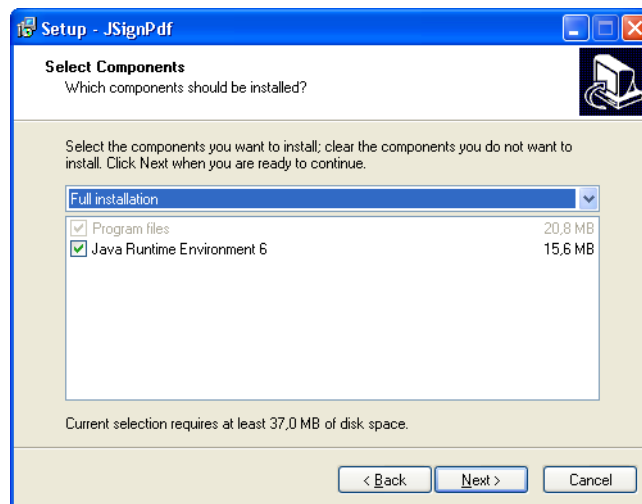 Setup - JSignPdf
Select Components
Which components should be installed?
Select the components you want to install; clear the components you do not want to
install. Click Next when you are ready to continue.
Full installation
Program files 20,8 MB
Java Runtime Environment 6 15,6 MB
Current selection requires at least 37,0 MB of disk space.
< Back Next > Cancel